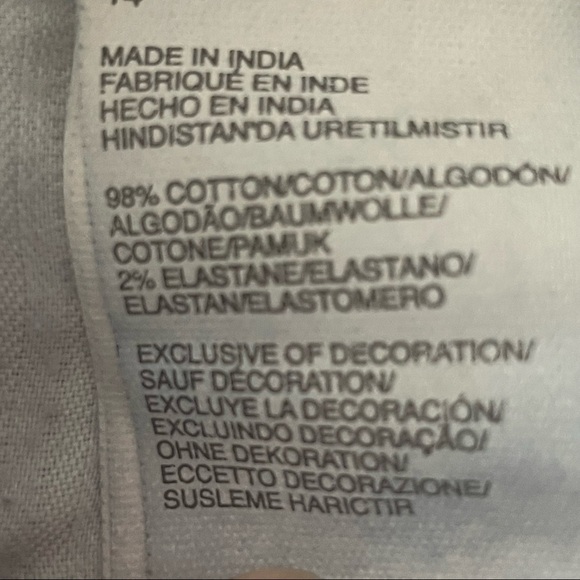 MADE IN INDIA
FABRIQUÉ EN INDE
HECHO EN INDIA
HINDISTAN'DA URETILMISTIR
98% COTTON/COTON/ALGODÓN/
ALGODÃO/BAUMWOLLE/
COTONE/PAMUK
2% ELASTANE/ELASTANO/
ELASTAN/ELASTOMERO
EXCLUSIVE OF DECORATION/
SAUF DÉCORATION/
EXCLUYE LA DECORACIÓN/
EXCLUINDO DECORAÇÃO/
OHNE DEKORATION/
ECCETTO DECORAZIONE/
SUSLEME HARICTIR